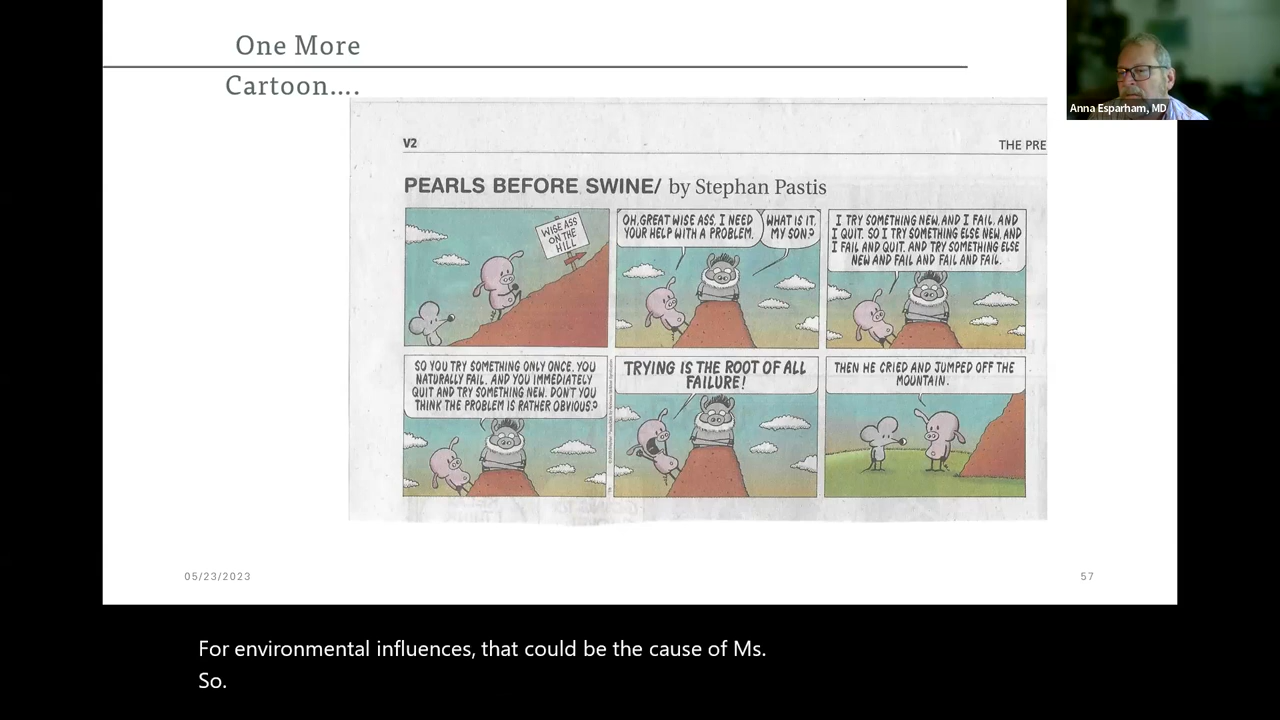 One More
Cartoon....
Anna Esparham, MD
V2
THE PRE
PEARLS BEFORE SWINE/ by Stephan Pastis
WISE ASS
ON THE
HILL
OH, GREAT WISE ASS, I NEED
YOUR HELP WITH A PROBLEM.
WHAT IS IT,
MY SON?
I TRY SOMETHING NEW. AND I FAIL. AND
I QUIT. SO I TRY SOMETHING ELSE NEW. AND
I FAIL AND QUIT. AND TRY SOMETHING ELSE
NEW AND FAIL AND FAIL AND FAIL.
SO YOU TRY SOMETHING ONLY ONCE. YOU
NATURALLY FAIL. AND YOU IMMEDIATELY
QUIT AND TRY SOMETHING NEW. DON'T YOU
THINK THE PROBLEM IS RATHER OBVIOUS?
TRYING IS THE ROOT OF ALL
FAILURE!
THEN HE CRIED AND JUMPED OFF THE
MOUNTAIN.
05/23/2023
57
For environmental influences, that could be the cause of Ms.
So.